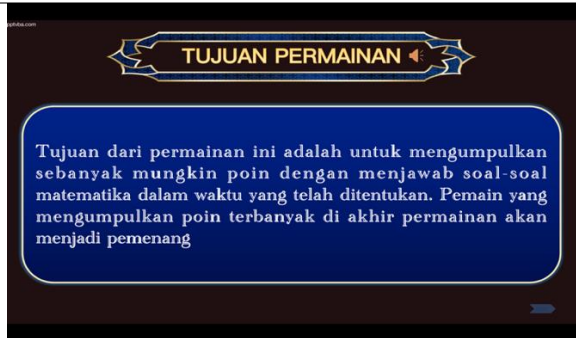 TUJUAN PERMAINAN
Tujuan dari permainan ini adalah untuk mengumpulkan
sebanyak mungkin poin dengan menjawab soal-soal
matematika dalam waktu yang telah ditentukan. Pemain yang
mengumpulkan poin terbanyak di akhir permainan akan
menjadi pemenang